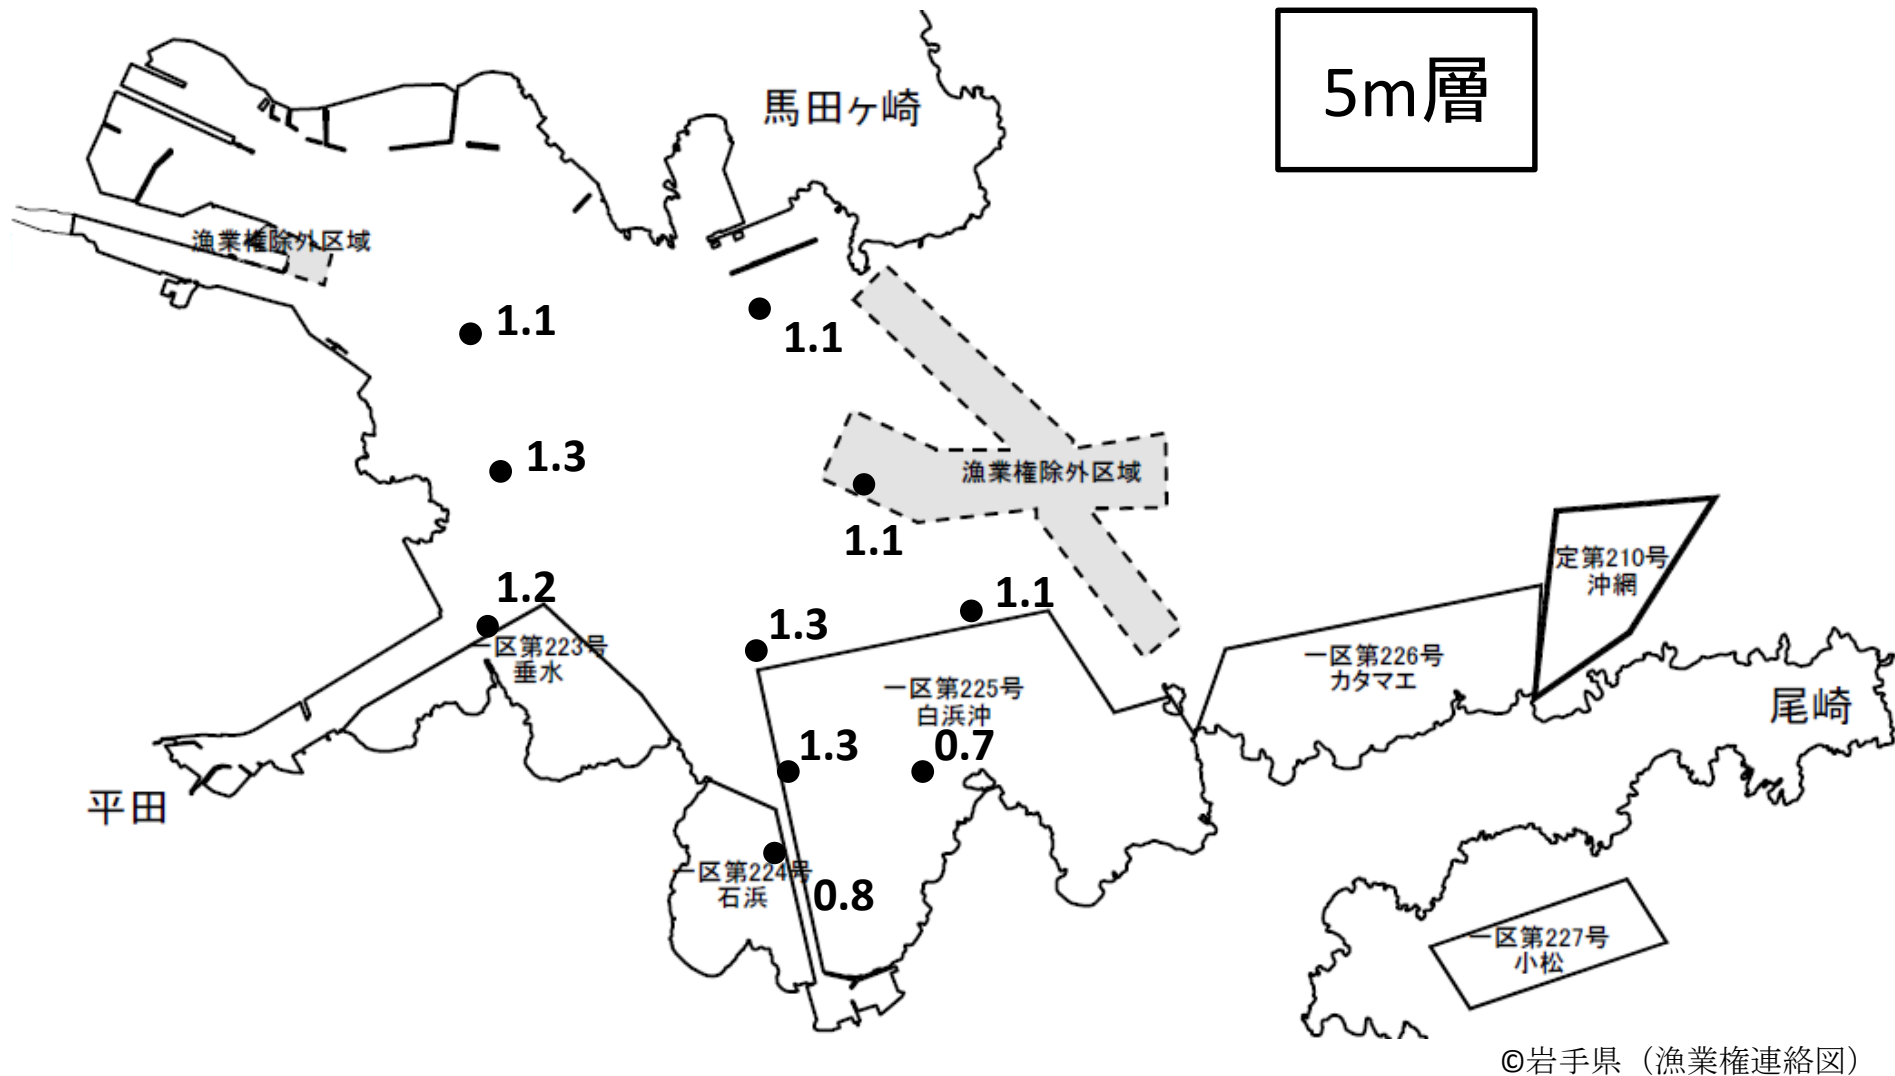 5m層
馬田ヶ崎
漁業権除外区域
1.1
1.1
1.3
漁業権除外区域
1.1
定第210号
沖網
1.2
1.1
1.3
一区第223号
垂水
一区第226号
カタマエ
一区第225号
白浜沖
尾崎
1.3
0.7
平田
一区第224号
石浜
0.8
一区第227号
小松
©岩手県（漁業権連絡図）